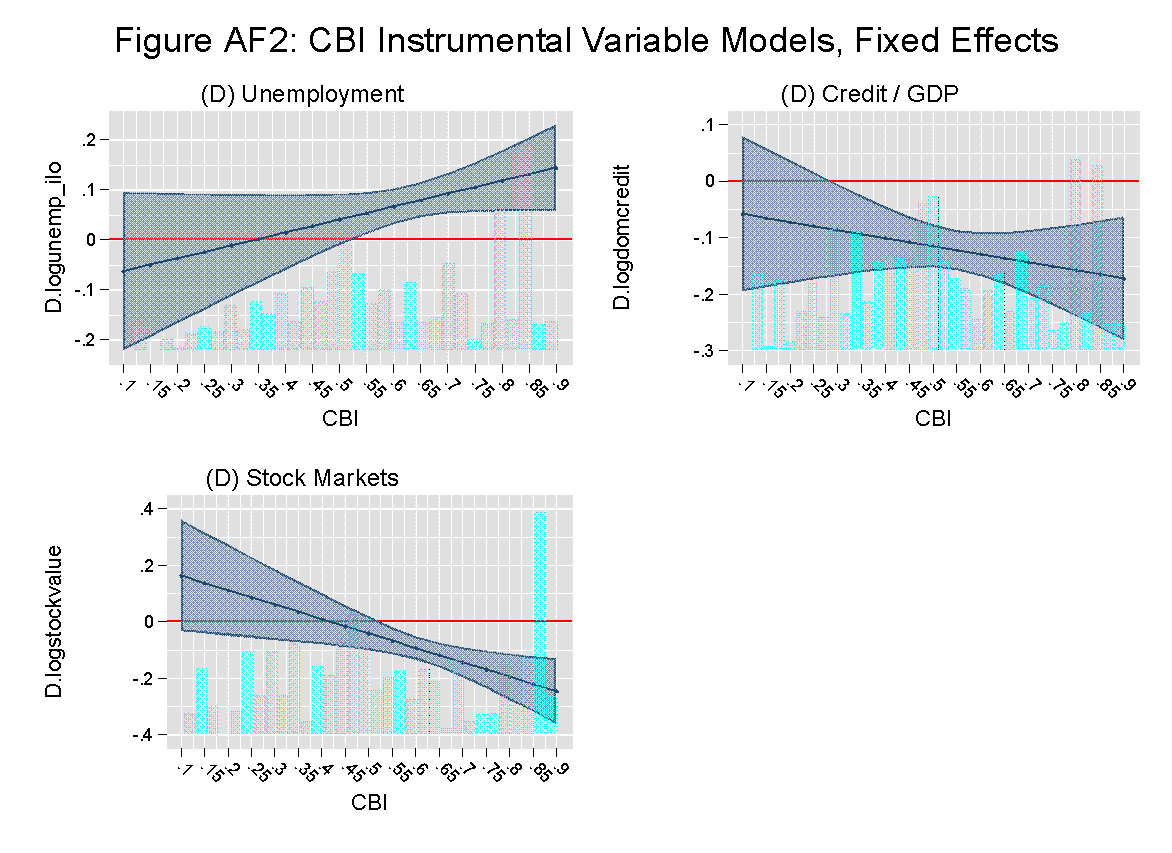 Figure AF2: CBI Instrumental Variable Models, Fixed Effects
(D) Unemployment
D.logunemp_ilo
.2
.1
0
-.1
-.2
.1 .15 .2 .25 .3 .35 .4 .45 .5 .55 .6 .65 .7 .75 .8 .85 .9
CBI
(D) Credit / GDP
D.logdomcredit
.1
0
-.1
-.2
-.3
.1 .15 .2 .25 .3 .35 .4 .45 .5 .55 .6 .65 .7 .75 .8 .85 .9
CBI
(D) Stock Markets
D.logstockvalue
.4
.2
0
-.2
-.4
.1 .15 .2 .25 .3 .35 .4 .45 .5 .55 .6 .65 .7 .75 .8 .85 .9
CBI